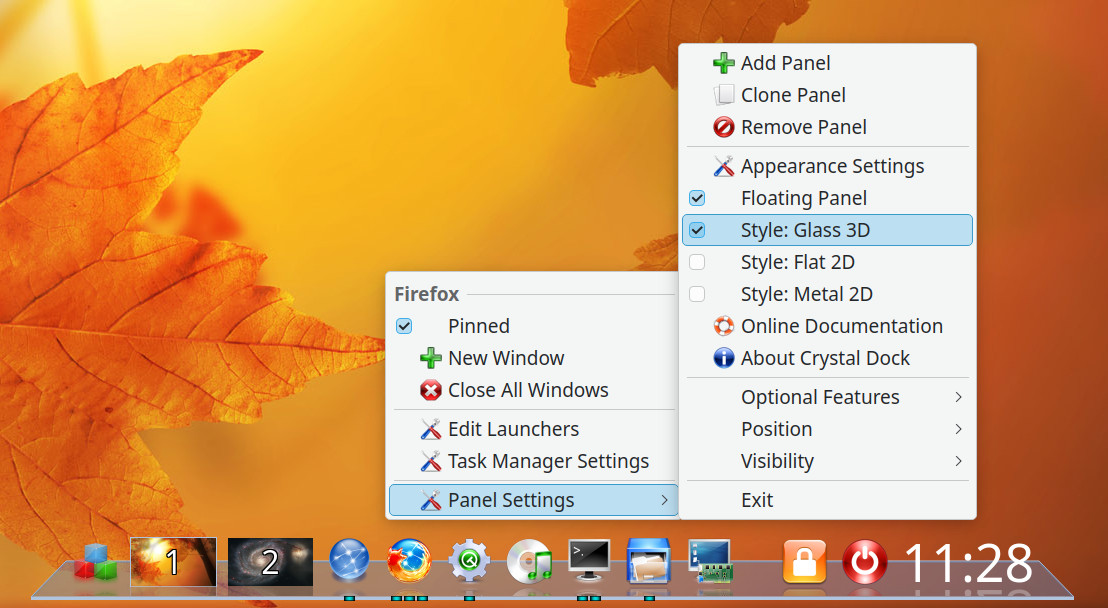 Add Panel
Clone Panel
Remove Panel
Appearance Settings
Floating Panel
Style: Glass 3D
Style: Flat 2D
Style: Metal 2D
Online Documentation
About Crystal Dock
Optional Features
Position
Visibility
Exit
Firefox
Pinned
New Window
Close All Windows
Edit Launchers
Task Manager Settings
Panel Settings
1
2
>_
11:28